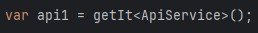 var api1 = getIt<ApiService>();